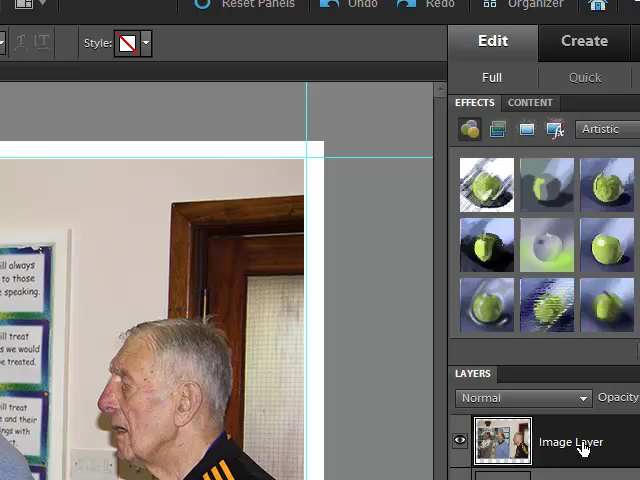 Reset Panels Undo Redo Organizer
Style:
Edit Create
Full Quick
EFFECTS CONTENT
Artistic
ill always
to those
e speaking.
ill treat
s we would
be treated.
ill treat
e and their
ngs with
ect.
LAYERS
Normal Opacity
Image Layer